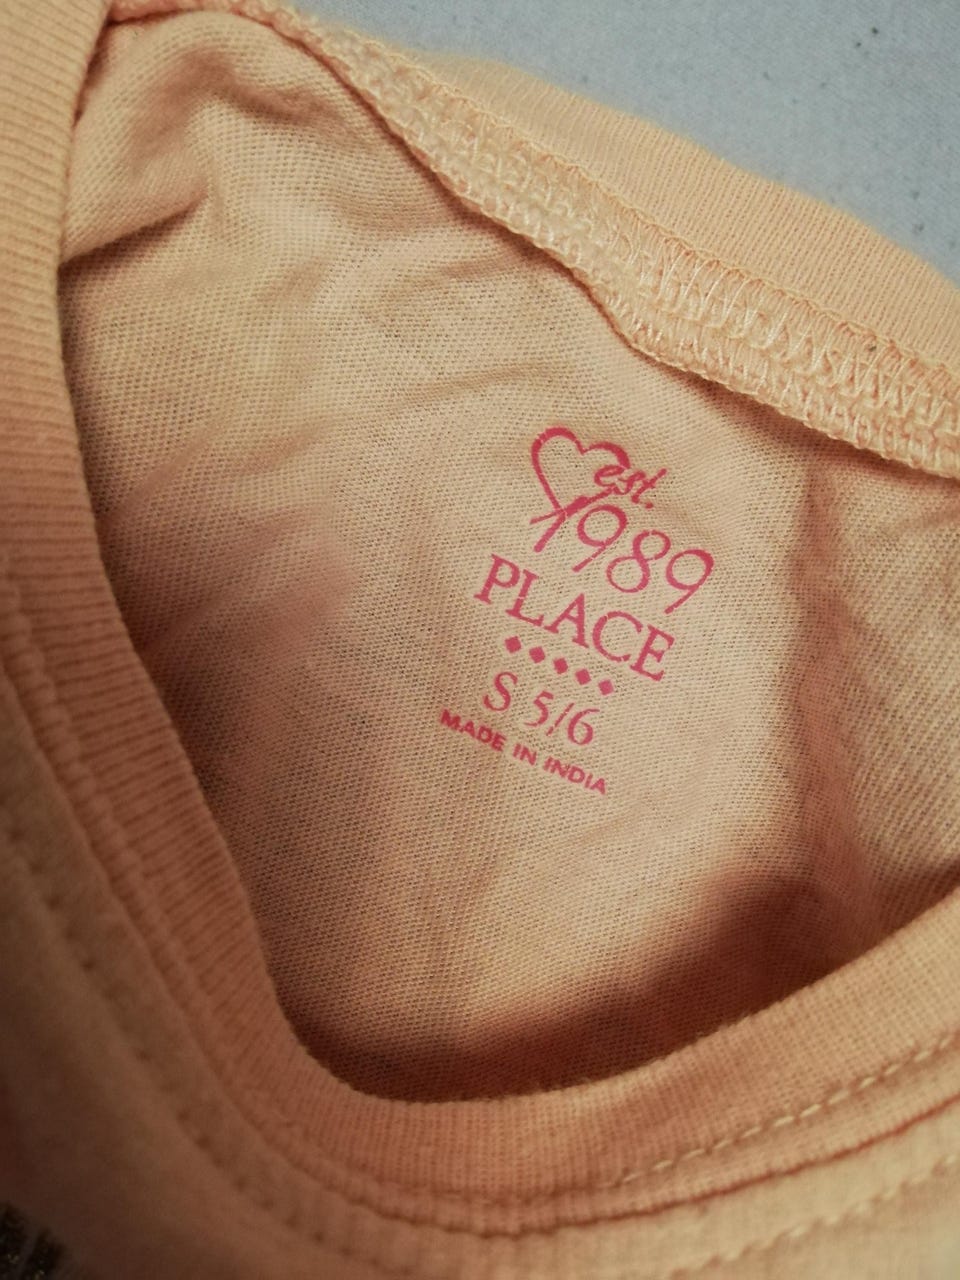 est.
1989
PLACE
S 5/6
MADE IN INDIA